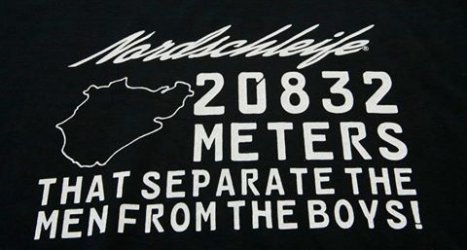 Nordschleife®
20832
METERS
THAT SEPARATE THE
MEN FROM THE BOYS!